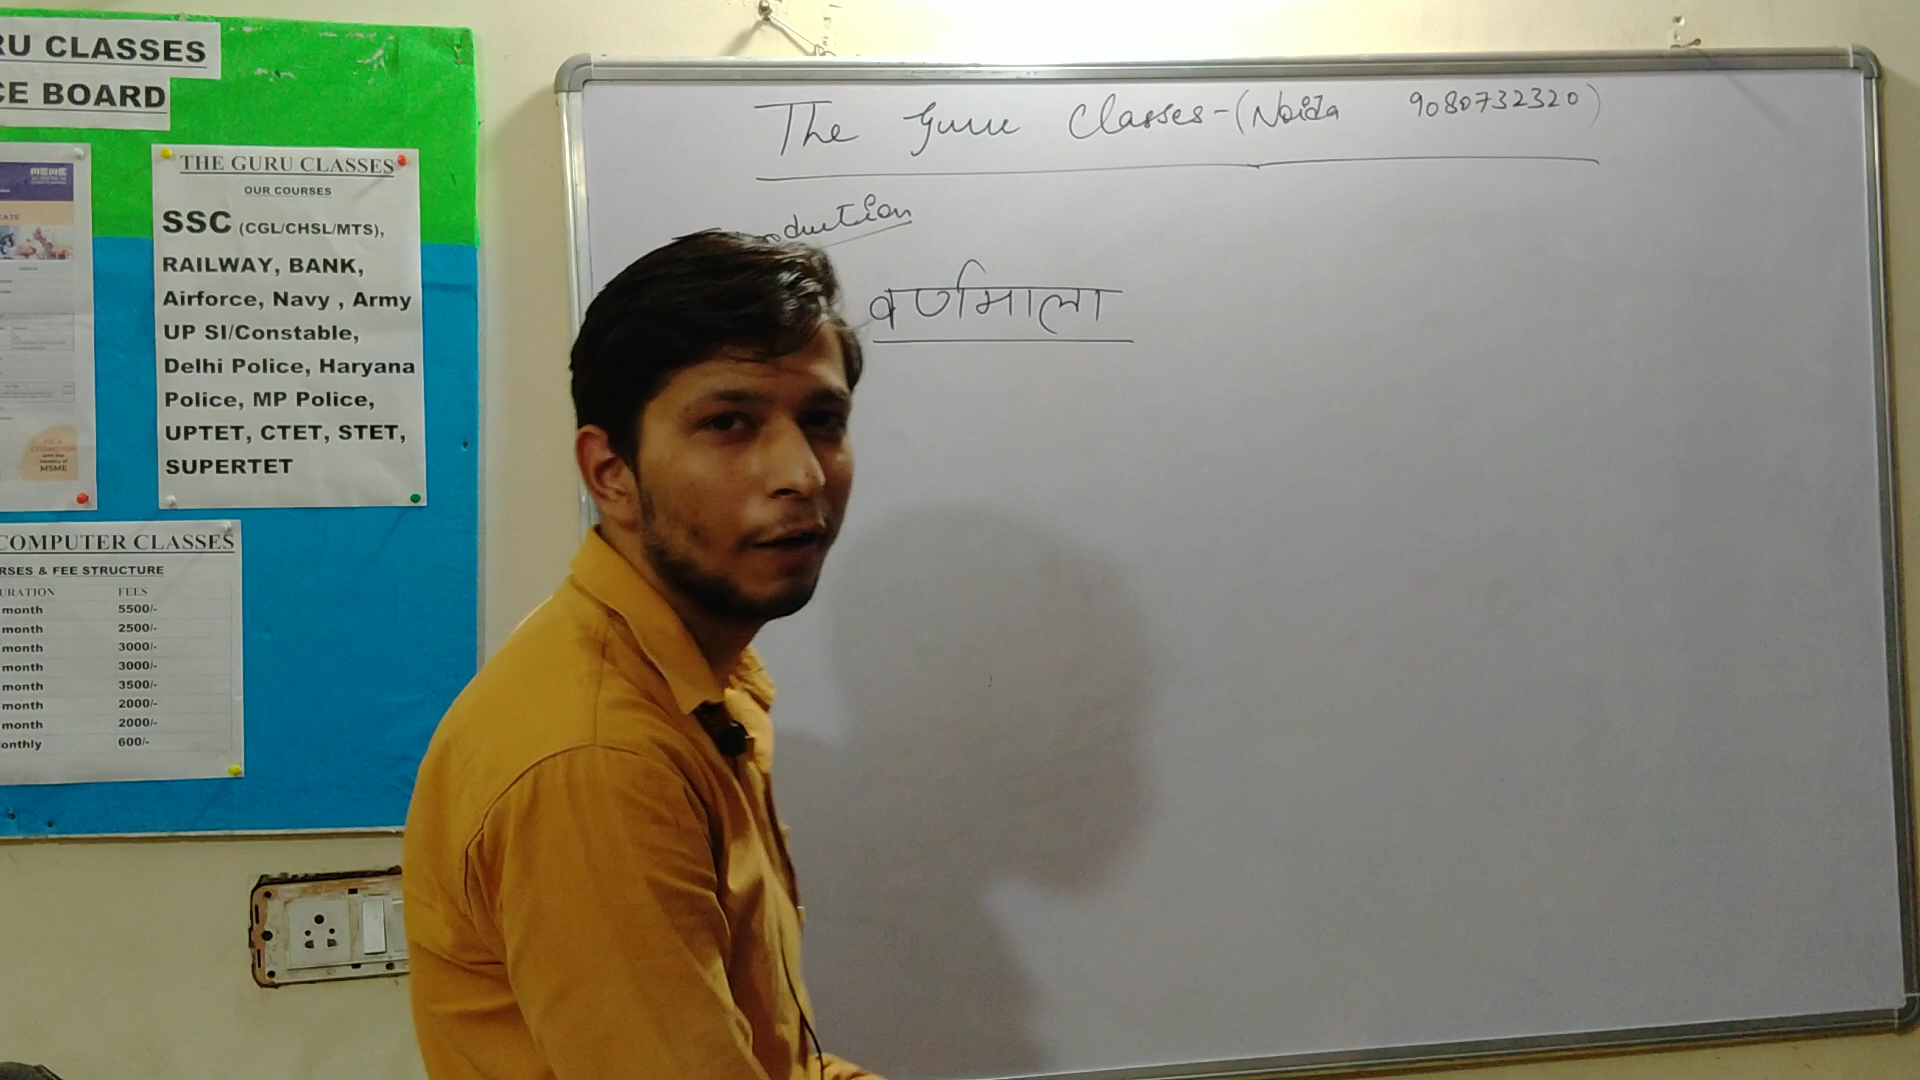 RU CLASSES
CE BOARD
THE GURU CLASSES
OUR COURSES
SSC (CGL/CHSL/MTS),
RAILWAY, BANK,
Airforce, Navy , Army
UP SI/Constable,
Delhi Police, Haryana
Police, MP Police,
UPTET, CTET, STET,
SUPERTET
MSME
COMPUTER CLASSES
RSES & FEE STRUCTURE
URATION FEES
month 5500/-
month 2500/-
month 3000/-
month 3000/-
month 3500/-
month 2000/-
month 2000/-
onthly 600/-
The Guru Classes-(Noida 9080732320)
oduction
वर्णमाला